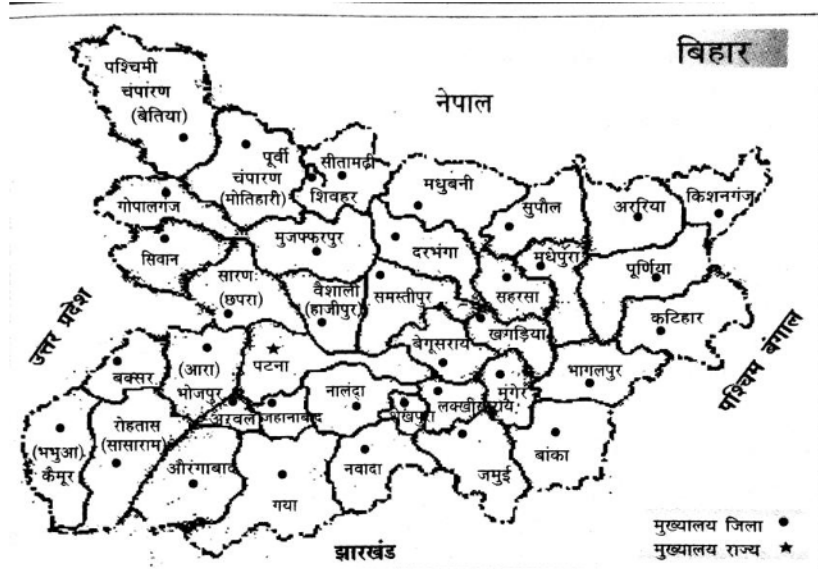 बिहार
पश्चिमी
चंपारण
(बेतिया)
नेपाल
पूर्वी
चंपारण
(मोतिहारी)
सीतामढ़ी
शिवहर
गोपालगंज
मधुबनी
सुपौल
अररिया
किशनगंज
सिवान
मुजफ्फरपुर
दरभंगा
मधेपुरा
पूर्णिया
सारण
(छपरा)
वैशाली
(हाजीपुर)
समस्तीपुर
सहरसा
कटिहार
उत्तर प्रदेश
पटना
बेगूसराय
खगड़िया
पश्चिम बंगाल
बक्सर
(आरा)
भोजपुर
नालंदा
मुंगेर
भागलपुर
अरवल
जहानाबाद
शेखपुरा
लक्खीसराय
रोहतास
(सासाराम)
(भभुआ)
कैमूर
औरंगाबाद
गया
नवादा
जमुई
बांका
झारखंड
मुख्यालय जिला
मुख्यालय राज्य